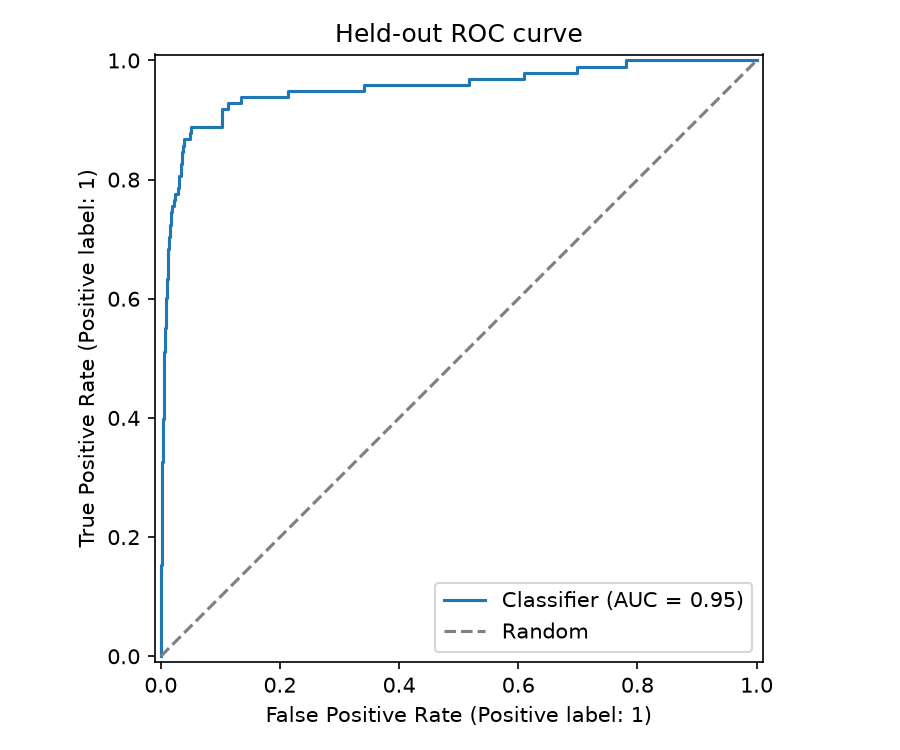 Held-out ROC curve
True Positive Rate (Positive label: 1)
1.0
0.8
0.6
0.4
0.2
0.0
Classifier (AUC = 0.95)
Random
0.0 0.2 0.4 0.6 0.8 1.0
False Positive Rate (Positive label: 1)